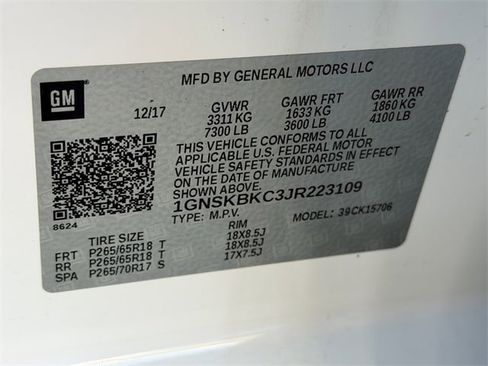 GM
MFD BY GENERAL MOTORS LLC
12/17 GVWR GAWR FRT GAWR RR
3311 KG 1633 KG 1860 KG
7300 LB 3600 LB 4100 LB
THIS VEHICLE CONFORMS TO ALL
APPLICABLE U.S. FEDERAL MOTOR
VEHICLE SAFETY STANDARDS IN EFFECT
ON THE DATE OF MANUFACTURE
SHOWN ABOVE.
1GNSKBKC3JR223109
8624 TYPE: M.P.V. MODEL: 39CK15706
TIRE SIZE RIM
FRT P265/65R18 T 18X8.5J
RR P265/65R18 T 18X8.5J
SPA P265/70R17 S 17X7.5J